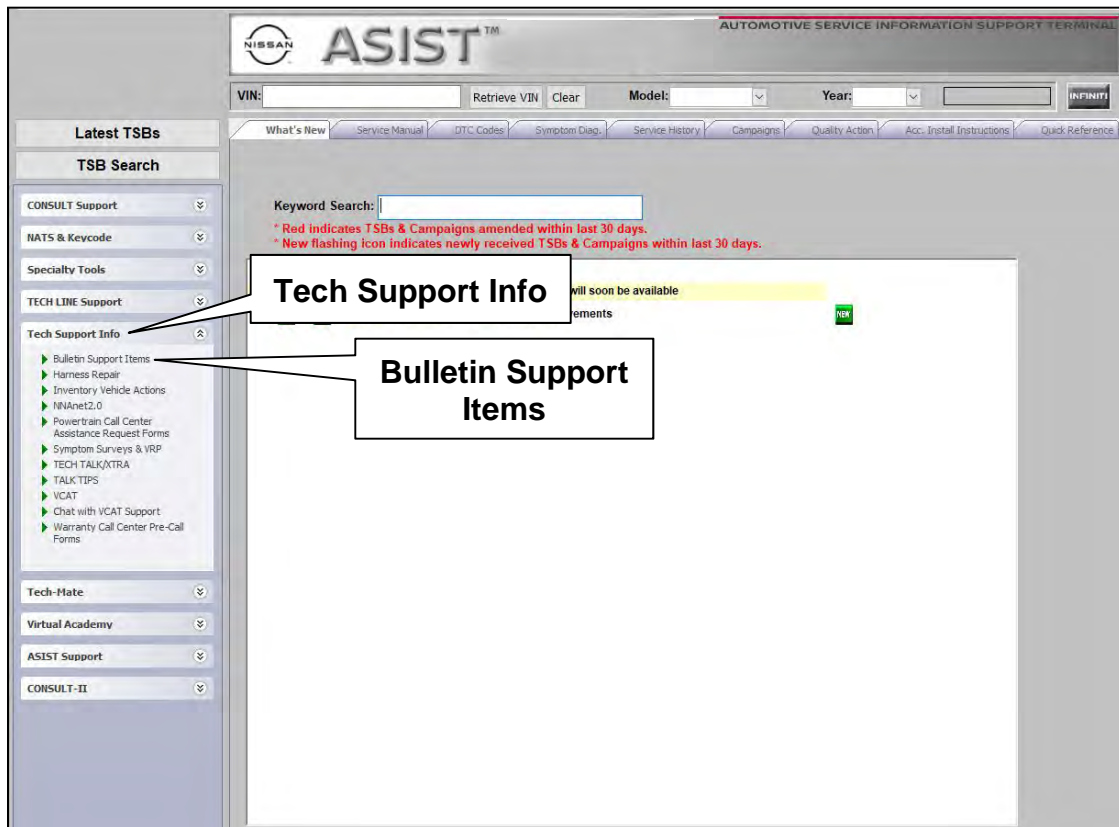 NISSAN
ASIST™
AUTOMOTIVE SERVICE INFORMATION SUPPORT TERMINAL
VIN: Retrieve VIN Clear Model: Year: INFINITI
Latest TSBs
TSB Search
What's New Service Manual DTC Codes Symptom Diag. Service History Campaigns Quality Action Acc. Install Instructions Quick Reference
Keyword Search:
* Red indicates TSBs & Campaigns amended within last 30 days.
* New flashing icon indicates newly received TSBs & Campaigns within last 30 days.
will soon be available
NEW
CONSULT Support
NATS & Keycode
Specialty Tools
TECH LINE Support
Tech Support Info
Bulletin Support Items
Harness Repair
Inventory Vehicle Actions
NNAnet2.0
Powertrain Call Center
Assistance Request Forms
Symptom Surveys & VRP
TECH TALK/XTRA
TALK TIPS
VCAT
Chat with VCAT Support
Warranty Call Center Pre-Call
Forms
Tech-Mate
Virtual Academy
ASIST Support
CONSULT-II
Tech Support Info
Bulletin Support
Items